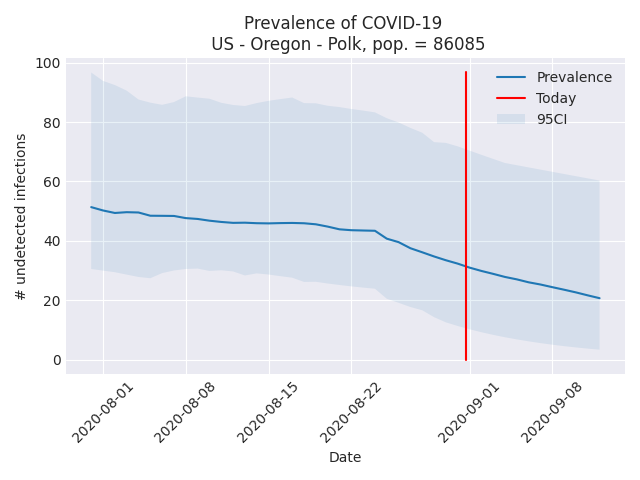 Prevalence of COVID-19
US - Oregon - Polk, pop. = 86085
# undetected infections
100
80
60
40
20
0
Prevalence
Today
95CI
2020-08-01
2020-08-08
2020-08-15
2020-08-22
2020-09-01
2020-09-08
Date